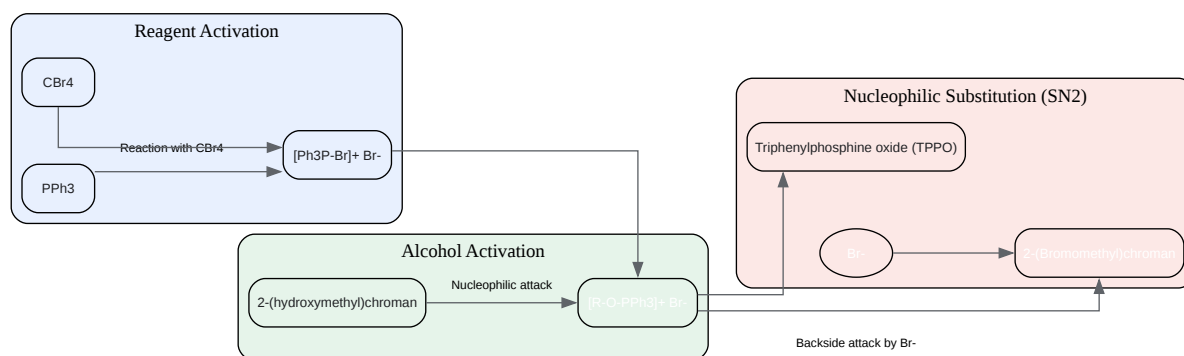 Reagent Activation
CBr4
Reaction with CBr4
[Ph3P-Br]+ Br-
PPh3
Nucleophilic Substitution (SN2)
Triphenylphosphine oxide (TPPO)
Br-
2-(Bromomethyl)chroman
Alcohol Activation
2-(hydroxymethyl)chroman
Nucleophilic attack
[R-O-PPh3]+ Br-
Backside attack by Br-